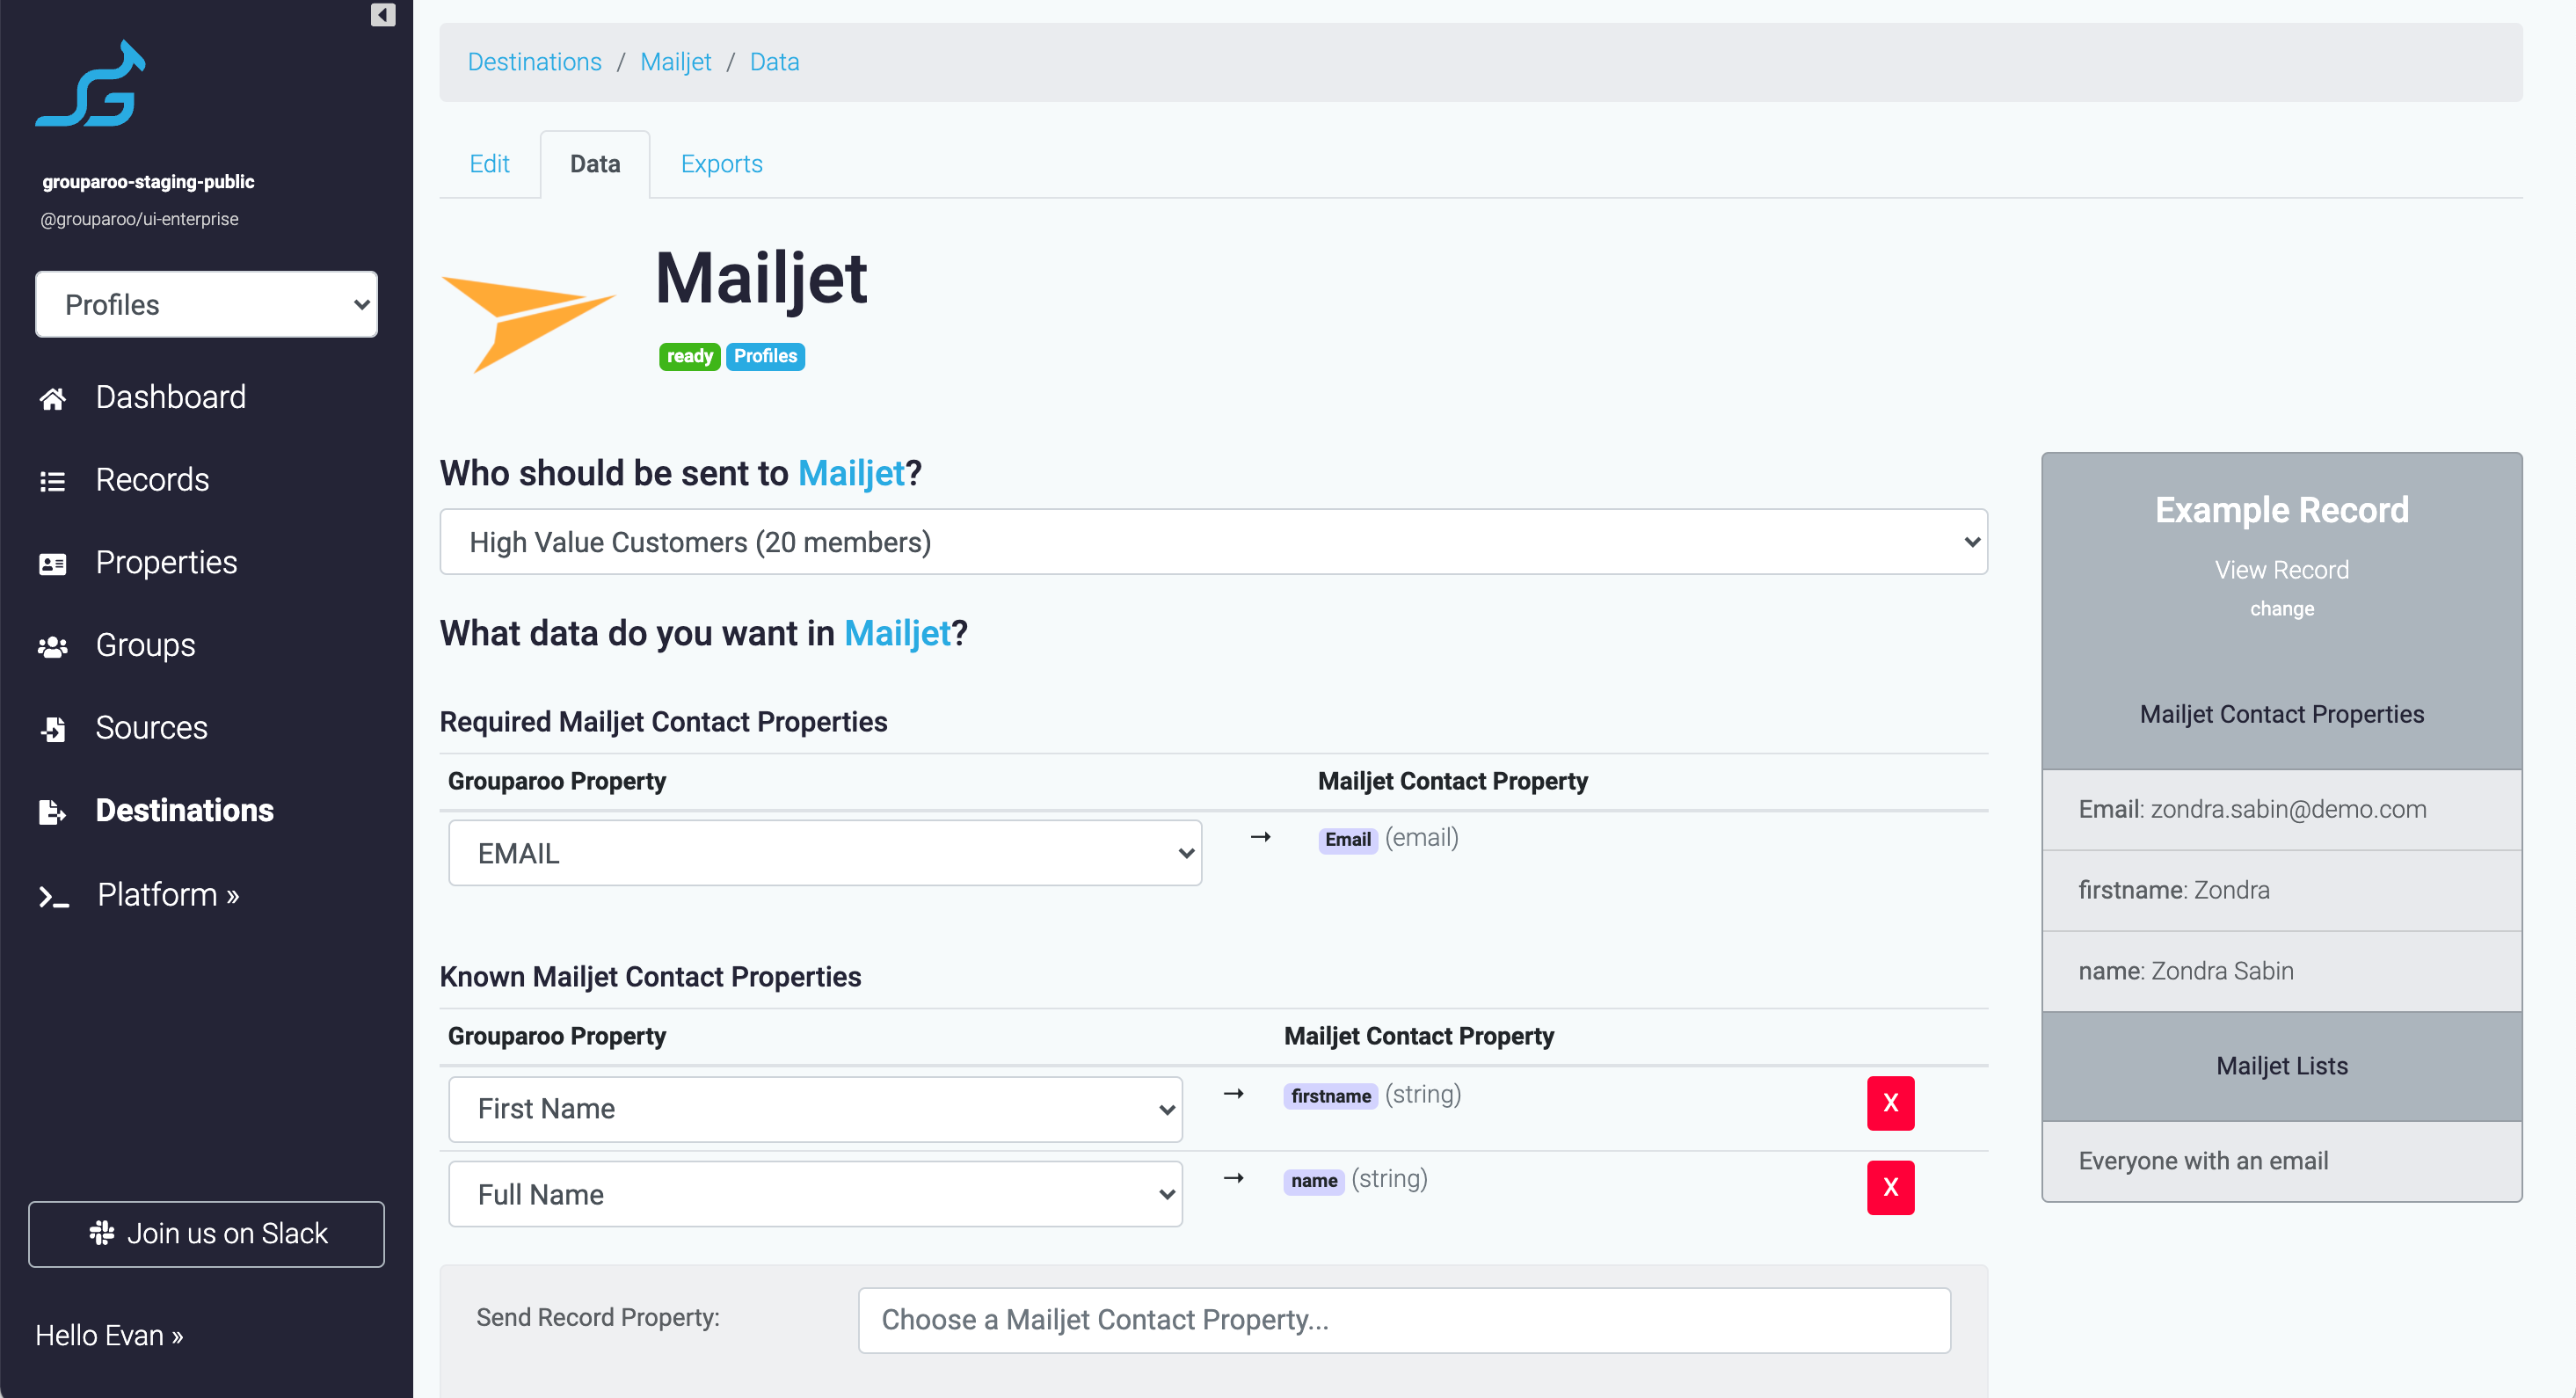 grouparoo-staging-public
@grouparoo/ui-enterprise
Profiles
Dashboard
Records
Properties
Groups
Sources
Destinations
Platform »
Join us on Slack
Hello Evan »
Destinations / Mailjet / Data
Edit Data Exports
Mailjet
ready Profiles
Who should be sent to Mailjet?
High Value Customers (20 members)
What data do you want in Mailjet?
Required Mailjet Contact Properties
Grouparoo Property Mailjet Contact Property
EMAIL → Email (email)
Known Mailjet Contact Properties
Grouparoo Property Mailjet Contact Property
First Name → firstname (string) X
Full Name → name (string) X
Send Record Property: Choose a Mailjet Contact Property...
Example Record
View Record
change
Mailjet Contact Properties
Email: zondra.sabin@demo.com
firstname: Zondra
name: Zondra Sabin
Mailjet Lists
Everyone with an email